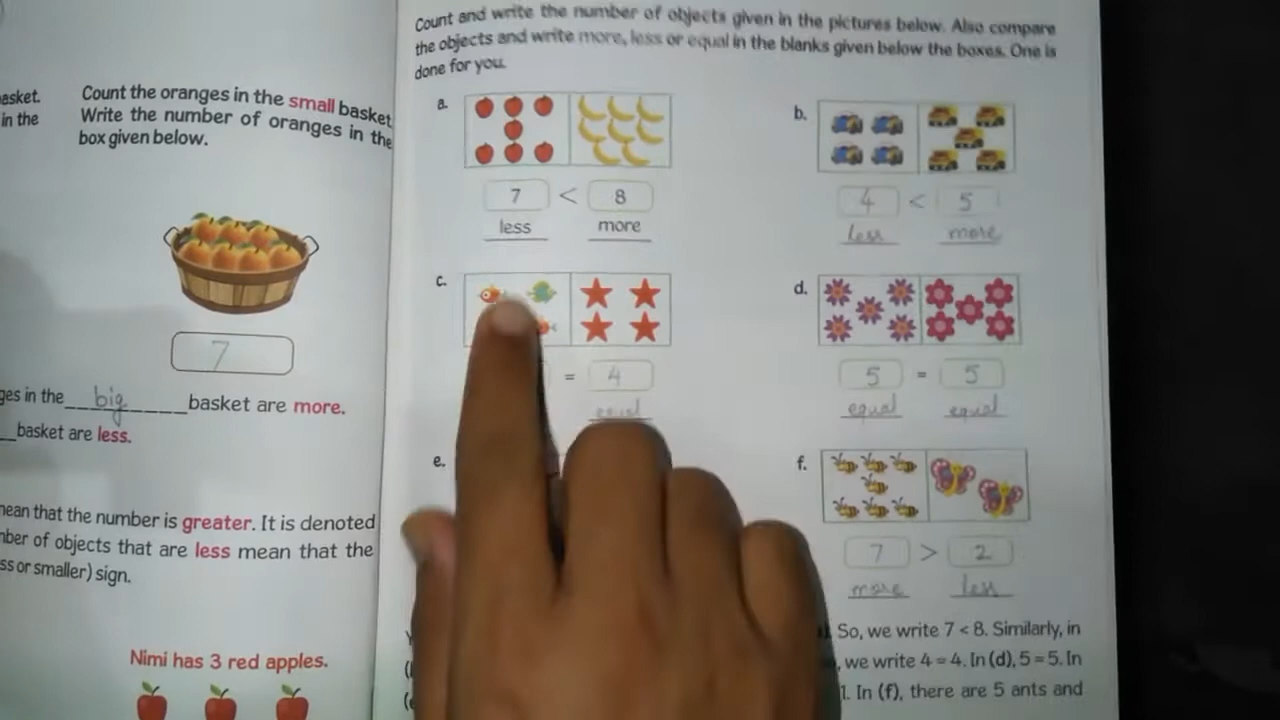 asket.
in the
Count the oranges in the small basket
Write the number of oranges in the
box given below.
7
ges in the big basket are more.
basket are less.
mean that the number is greater. It is denoted
mber of objects that are less mean that the
ss or smaller) sign.
Nimi has 3 red apples.
Count and write the number of objects given in the pictures below. Also compare
the objects and write more, less or equal in the blanks given below the boxes. One is
done for you.
a.
7 < 8
less more
b.
4 < 5
less more
c.
= 4
equal
d.
5 = 5
equal equal
e.
f.
7 > 2
more less
So, we write 7 < 8. Similarly, in
, we write 4 = 4. In (d), 5 = 5. In
1. In (f), there are 5 ants and